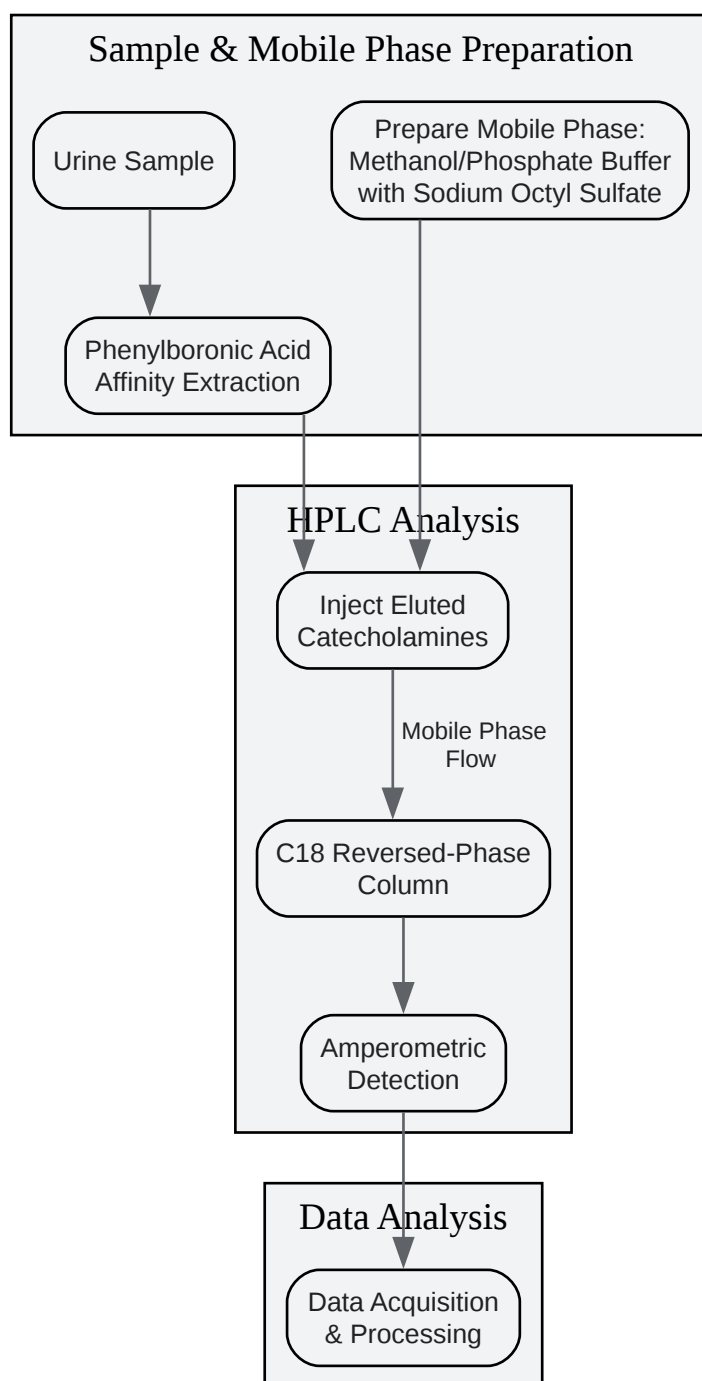 Sample & Mobile Phase Preparation
Urine Sample
Prepare Mobile Phase:
Methanol/Phosphate Buffer
with Sodium Octyl Sulfate
Phenylboronic Acid
Affinity Extraction
HPLC Analysis
Inject Eluted
Catecholamines
Mobile Phase
Flow
C18 Reversed-Phase
Column
Amperometric
Detection
Data Analysis
Data Acquisition
& Processing